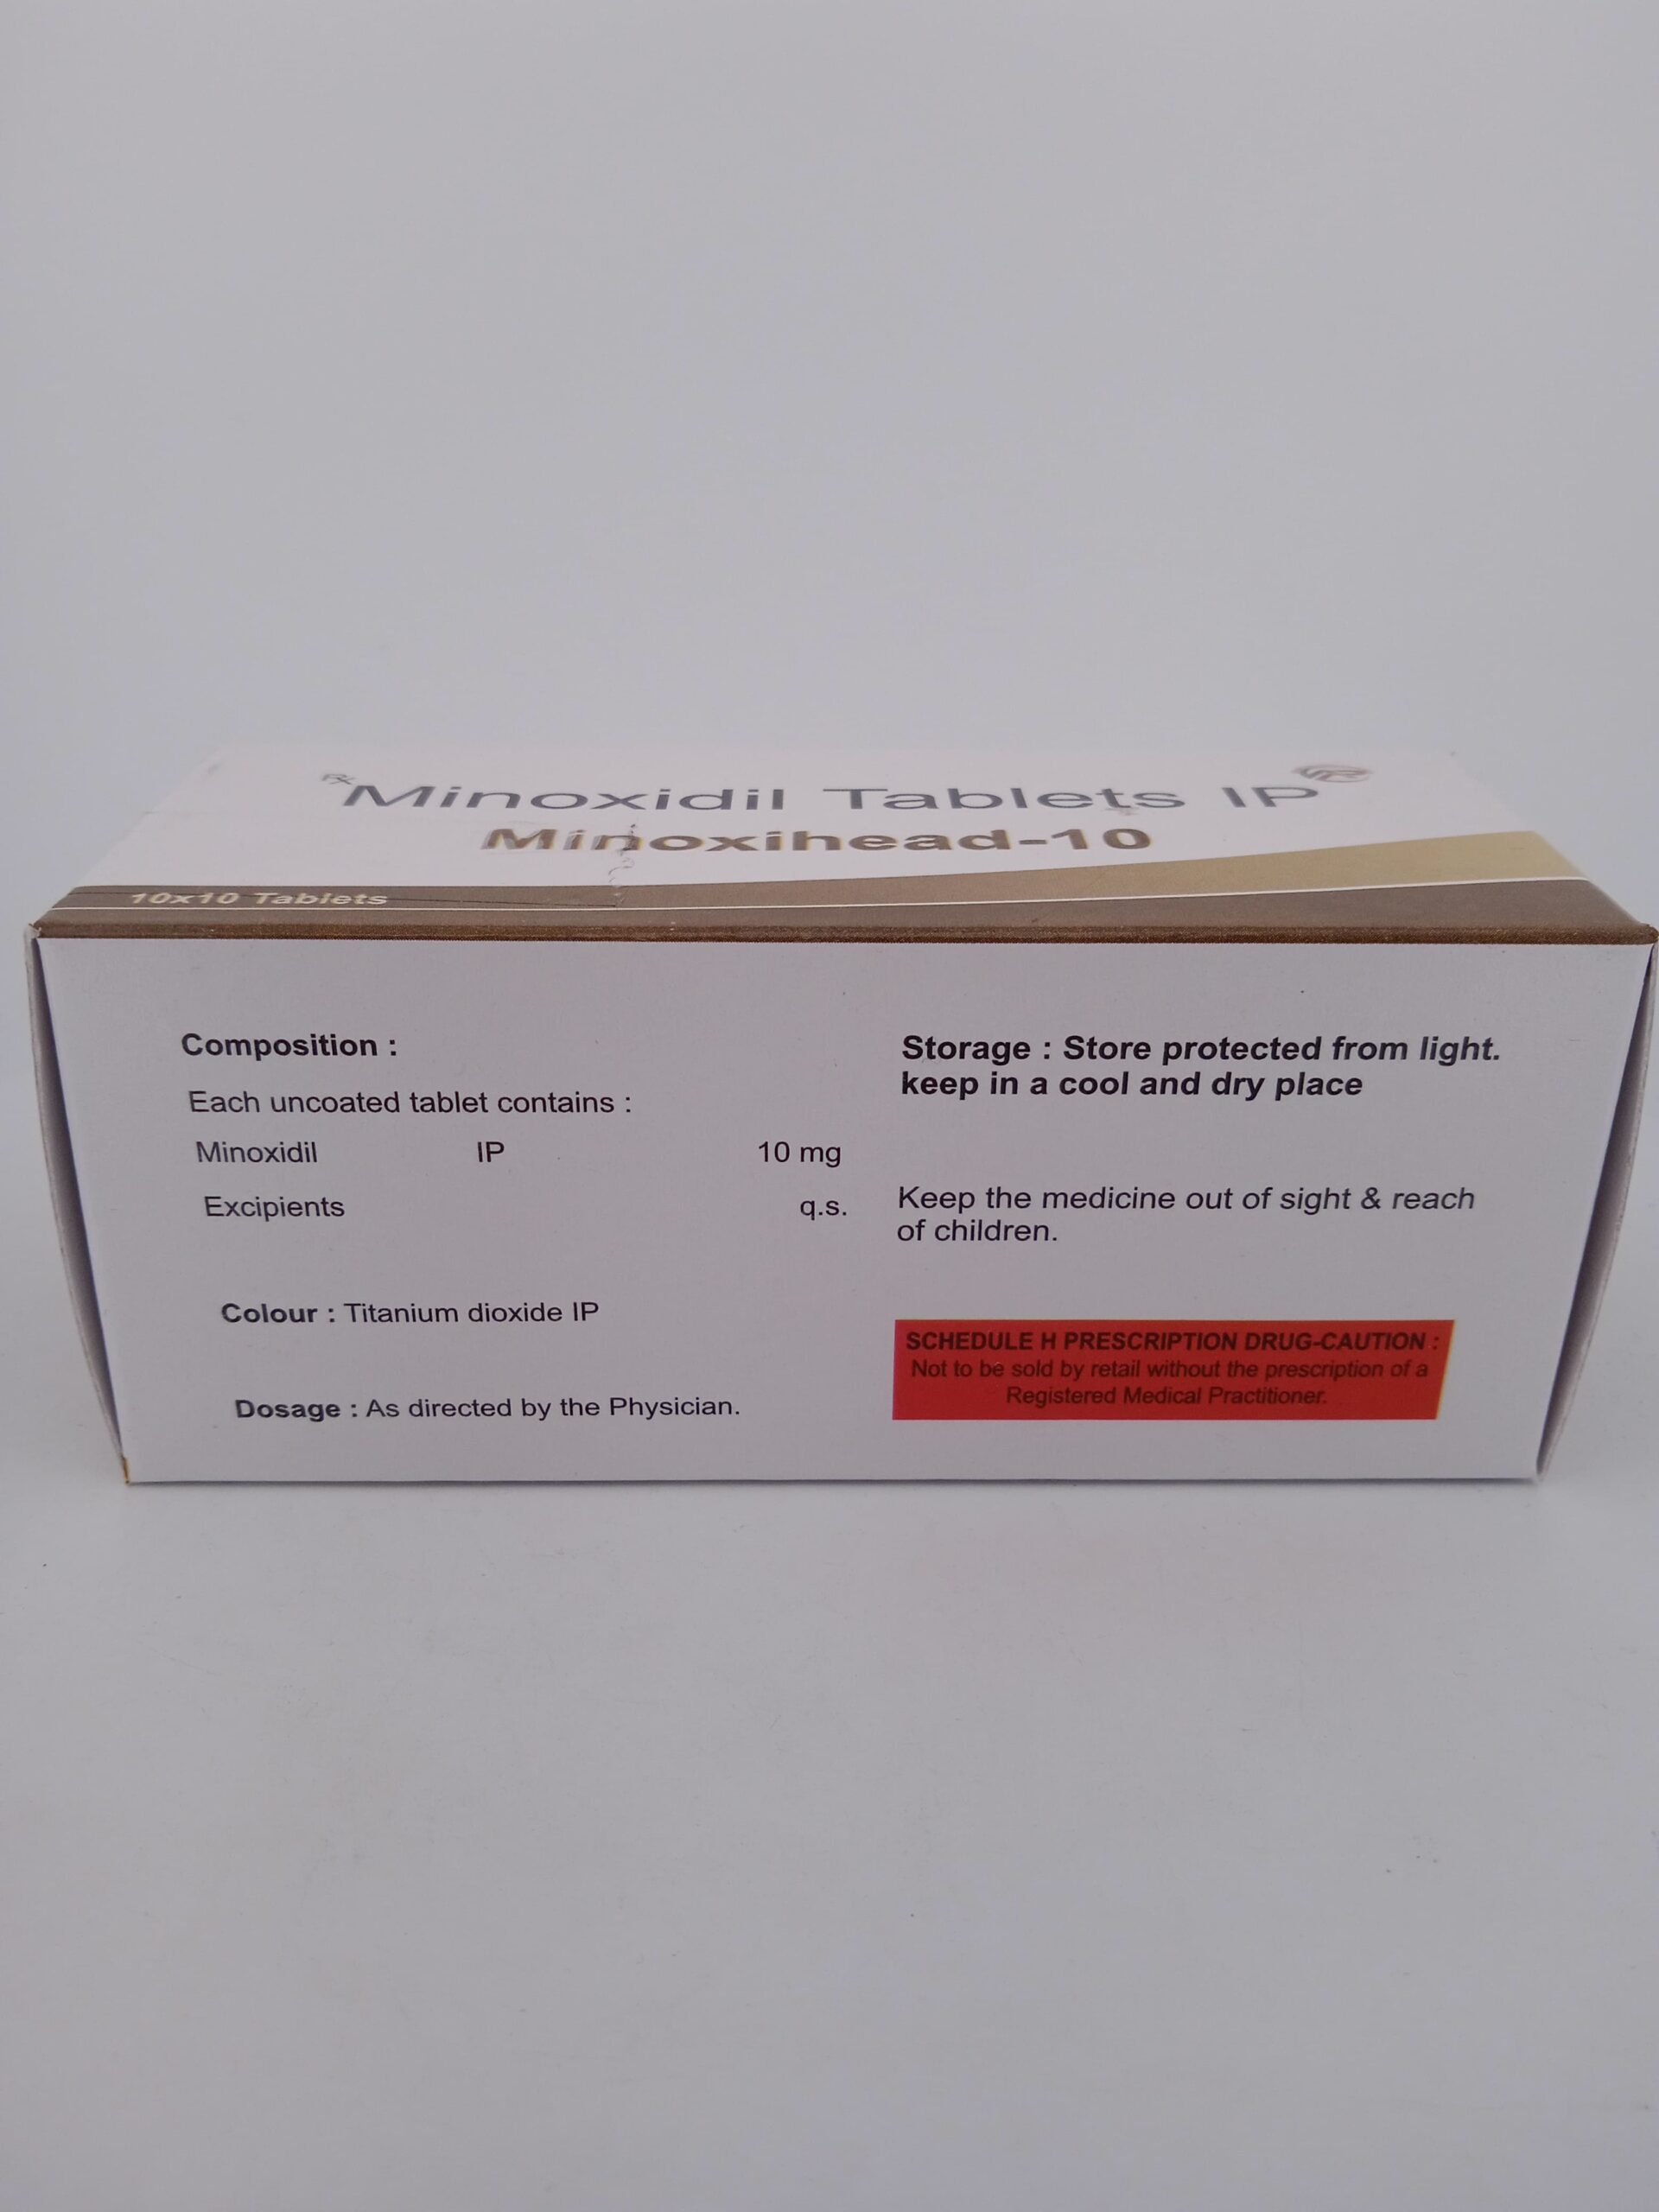 Rx
Minoxidil Tablets IP
Minoxihead-10
10x10 Tablets
Composition :
Each uncoated tablet contains :
Minoxidil IP 10 mg
Excipients q.s.
Colour : Titanium dioxide IP
Dosage : As directed by the Physician.
Storage : Store protected from light.
keep in a cool and dry place
Keep the medicine out of sight & reach
of children.
SCHEDULE H PRESCRIPTION DRUG-CAUTION :
Not to be sold by retail without the prescription of a
Registered Medical Practitioner.